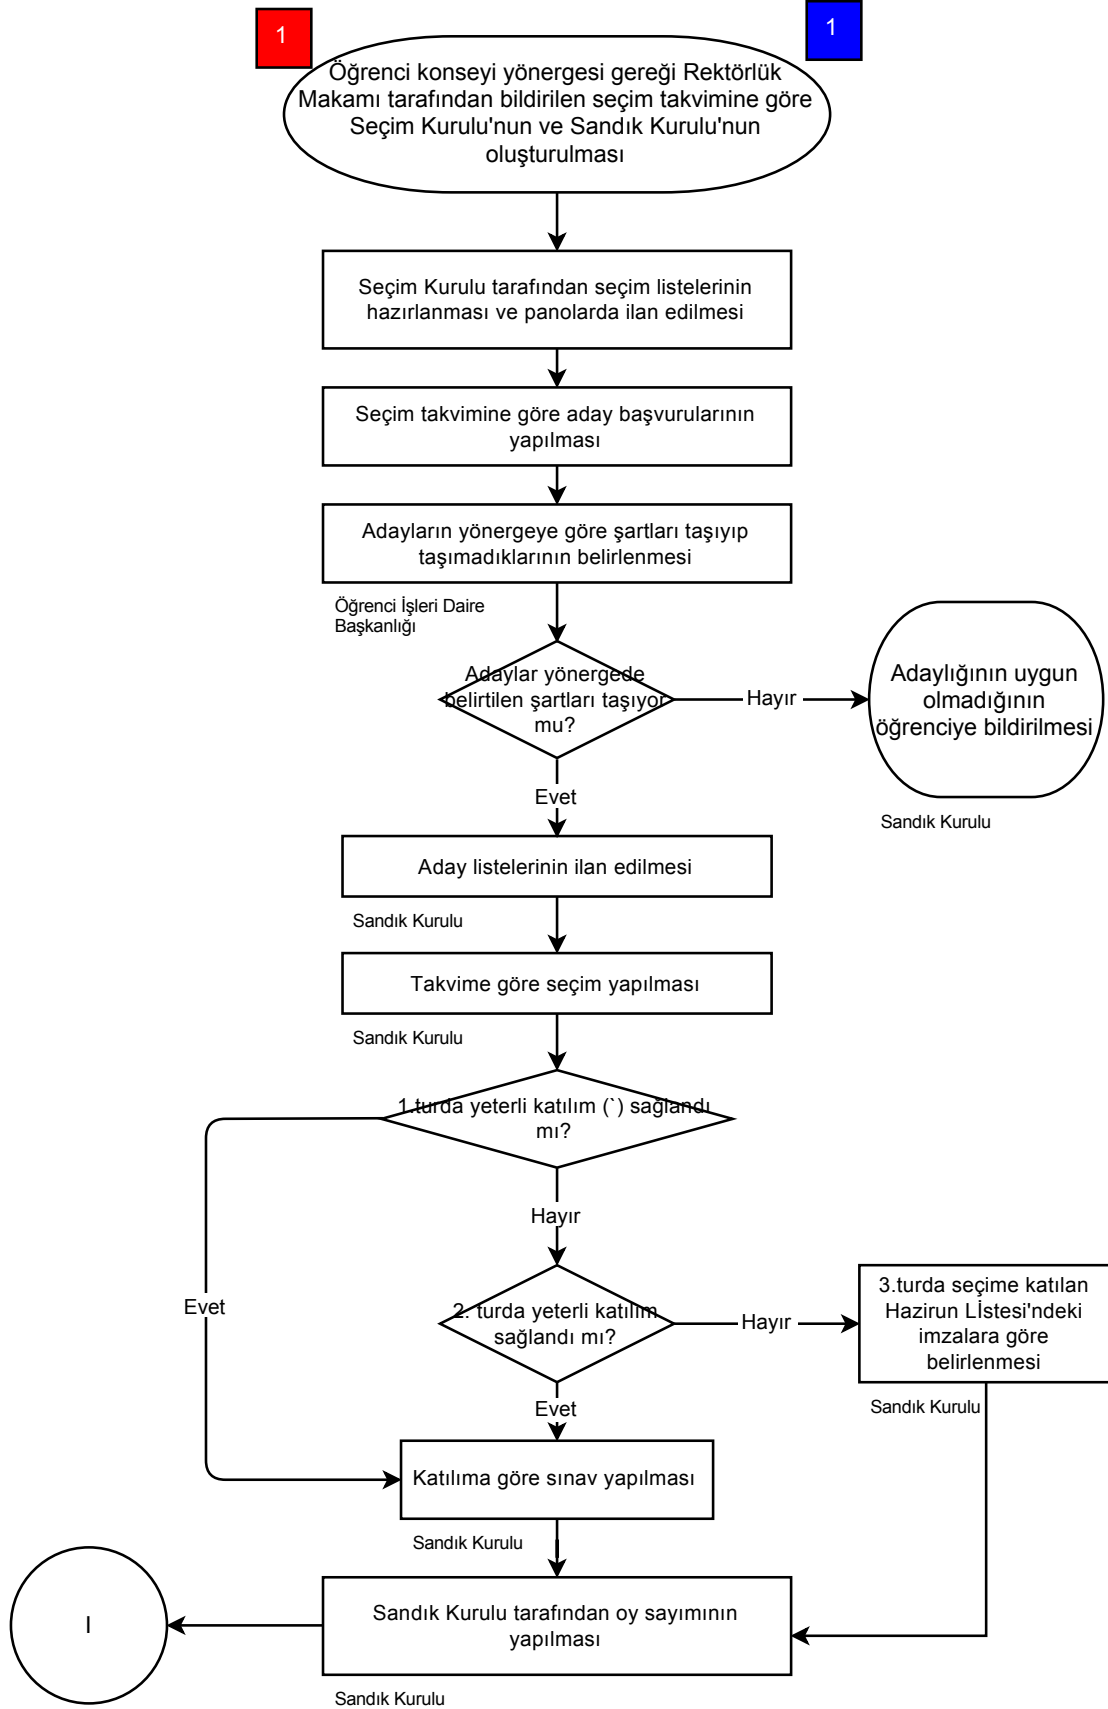 1
1
Öğrenci konseyi yönergesi gereği Rektörlük
Makamı tarafından bildirilen seçim takvimine göre
Seçim Kurulu'nun ve Sandık Kurulu'nun
oluşturulması
Seçim Kurulu tarafından seçim listelerinin
hazırlanması ve panolarda ilan edilmesi
Seçim takvimine göre aday başvurularının
yapılması
Adayların yönergeye göre şartları taşıyıp
taşımadıklarının belirlenmesi
Öğrenci İşleri Daire
Başkanlığı
Adaylar yönergede
belirtilen şartları taşıyor
mu?
Hayır
Adaylığının uygun
olmadığının
öğrenciye bildirilmesi
Sandık Kurulu
Evet
Aday listelerinin ilan edilmesi
Sandık Kurulu
Takvime göre seçim yapılması
Sandık Kurulu
1.turda yeterli katılım (`) sağlandı
mı?
Hayır
Evet
2. turda yeterli katılım
sağlandı mı?
Hayır
3.turda seçime katılan
Hazirun Lİstesi'ndeki
imzalara göre
belirlenmesi
Sandık Kurulu
Evet
Katılıma göre sınav yapılması
Sandık Kurulu
Sandık Kurulu tarafından oy sayımının
yapılması
I
Sandık Kurulu